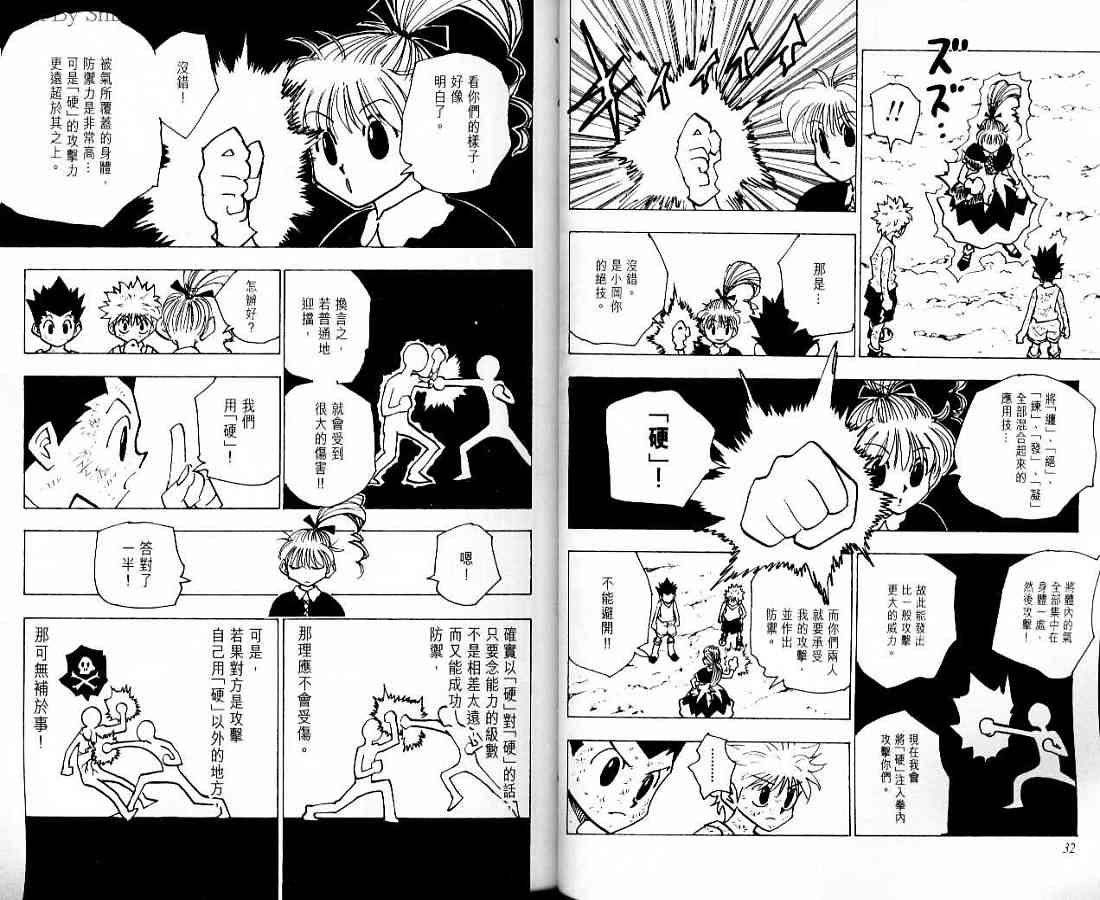 ズ
ズ…
!!
那是…
沒錯。
是小岡你
的絕技。
將「纏」、「絕」、
「練」、「發」、「凝」
全部混合起來的
應用技…
「硬」！
將體內的氣
全部集中在
身體一處，
然後攻擊！
故此能發出
比一般攻擊
更大的威力。
現在我會
將「硬」注入拳內
攻擊你們。
而你們兩人
就要承受
我的攻擊，
並作出
防禦。
不能避開!!
………
32
看你們的樣子，
好像
明白了。
沒錯！
被氣所覆蓋的身體，
防禦力是非常高…
可是「硬」的攻擊力
更遠超於其之上。
換言之，
若普通地
迎擋，
就會受到
很大的傷害!!
怎辦好？
我們
用「硬」！
嗯！
答對了
一半！
確實以「硬」對「硬」的話，
只要念能力的級數
不是相差太遠
而又能成功
防禦，
那理應不會受傷。
可是，
若果對方是攻擊
自己用「硬」以外的地方，
那可無補於事！